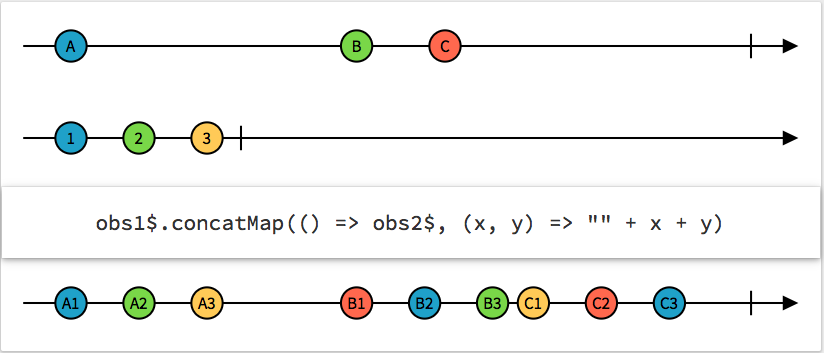 A B C
1 2 3
obs1$.concatMap(() => obs2$, (x, y) => "" + x + y)
A1 A2 A3 B1 B2 B3 C1 C2 C3